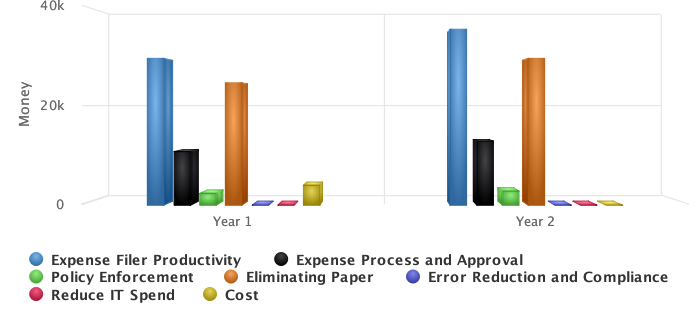 40k
20k
0
Money
Year 1
Year 2
Expense Filer Productivity
Expense Process and Approval
Policy Enforcement
Eliminating Paper
Error Reduction and Compliance
Reduce IT Spend
Cost